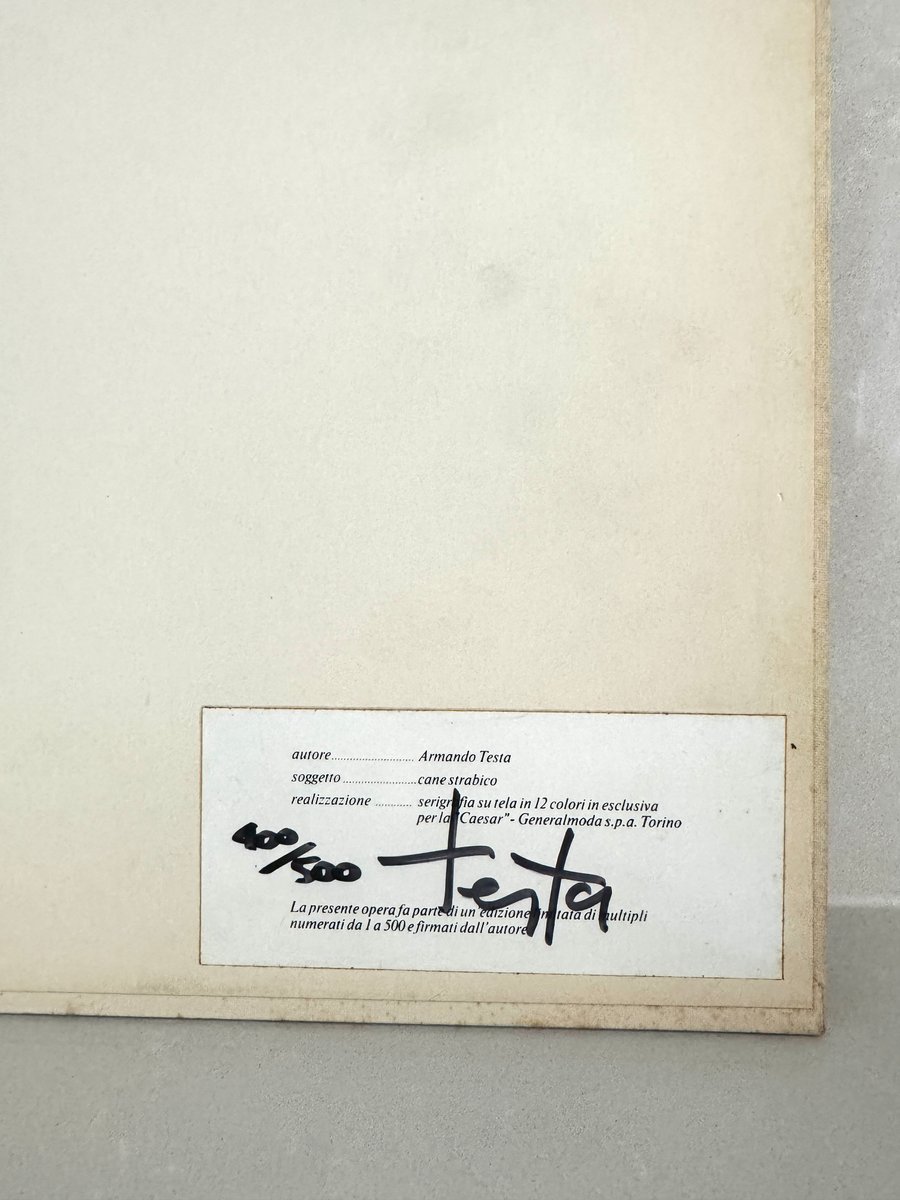 autore........................ Armando Testa
soggetto ......................cane strabico
realizzazione ........... serigrafia su tela in 12 colori in esclusiva
per la "Caesar"- Generalmoda s.p.a. Torino
400/500 testa
La presente opera fa parte di un'edizione limitata di multipli
numerati da 1 a 500 e firmati dall'autore